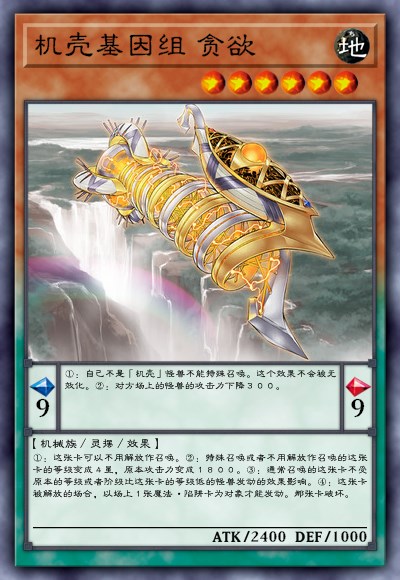 机壳基因组 贪欲
地
①：自己不是「机壳」怪兽不能特殊召唤。这个效果不会被无
效化。②：对方场上的怪兽的攻击力下降３００。
9
9
【机械族／灵摆／效果】
①：这张卡可以不用解放作召唤。②：特殊召唤或者不用解放作召唤的这张
卡的等级变成４星，原本攻击力变成１８００。③：通常召唤的这张卡不受
原本的等级或者阶级比这张卡的等级低的怪兽发动的效果影响。④：这张卡
被解放的场合，以场上１张魔法·陷阱卡为对象才能发动。那张卡破坏。
ATK/2400 DEF/1000